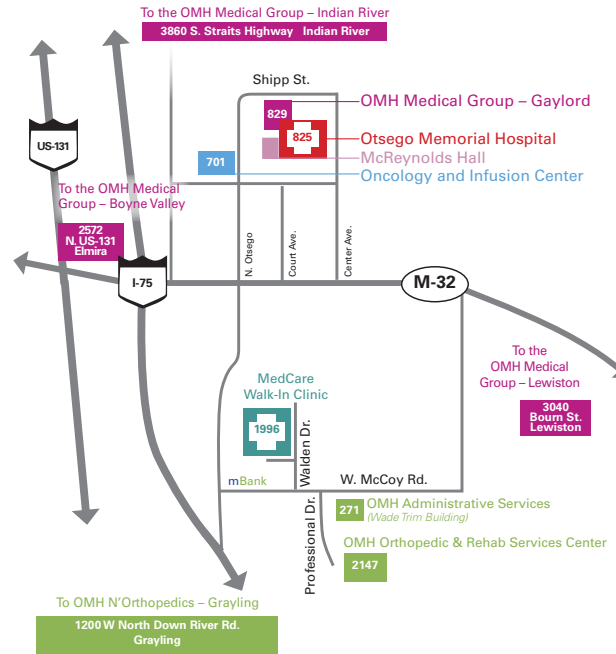 To the OMH Medical Group – Indian River
3860 S. Straits Highway   Indian River
Shipp St.
829
OMH Medical Group – Gaylord
825
Otsego Memorial Hospital
McReynolds Hall
701
Oncology and Infusion Center
US-131
To the OMH Medical
Group – Boyne Valley
2572
N. US-131
Elmira
I-75
N. Otsego
Court Ave.
Center Ave.
M-32
To the
OMH Medical
Group – Lewiston
3040
Bourn St.
Lewiston
MedCare
Walk-In Clinic
1996
Walden Dr.
mBank
W. McCoy Rd.
Professional Dr.
271
OMH Administrative Services
(Wade Trim Building)
OMH Orthopedic & Rehab Services Center
2147
To OMH N'Orthopedics – Grayling
1200 W North Down River Rd.
Grayling